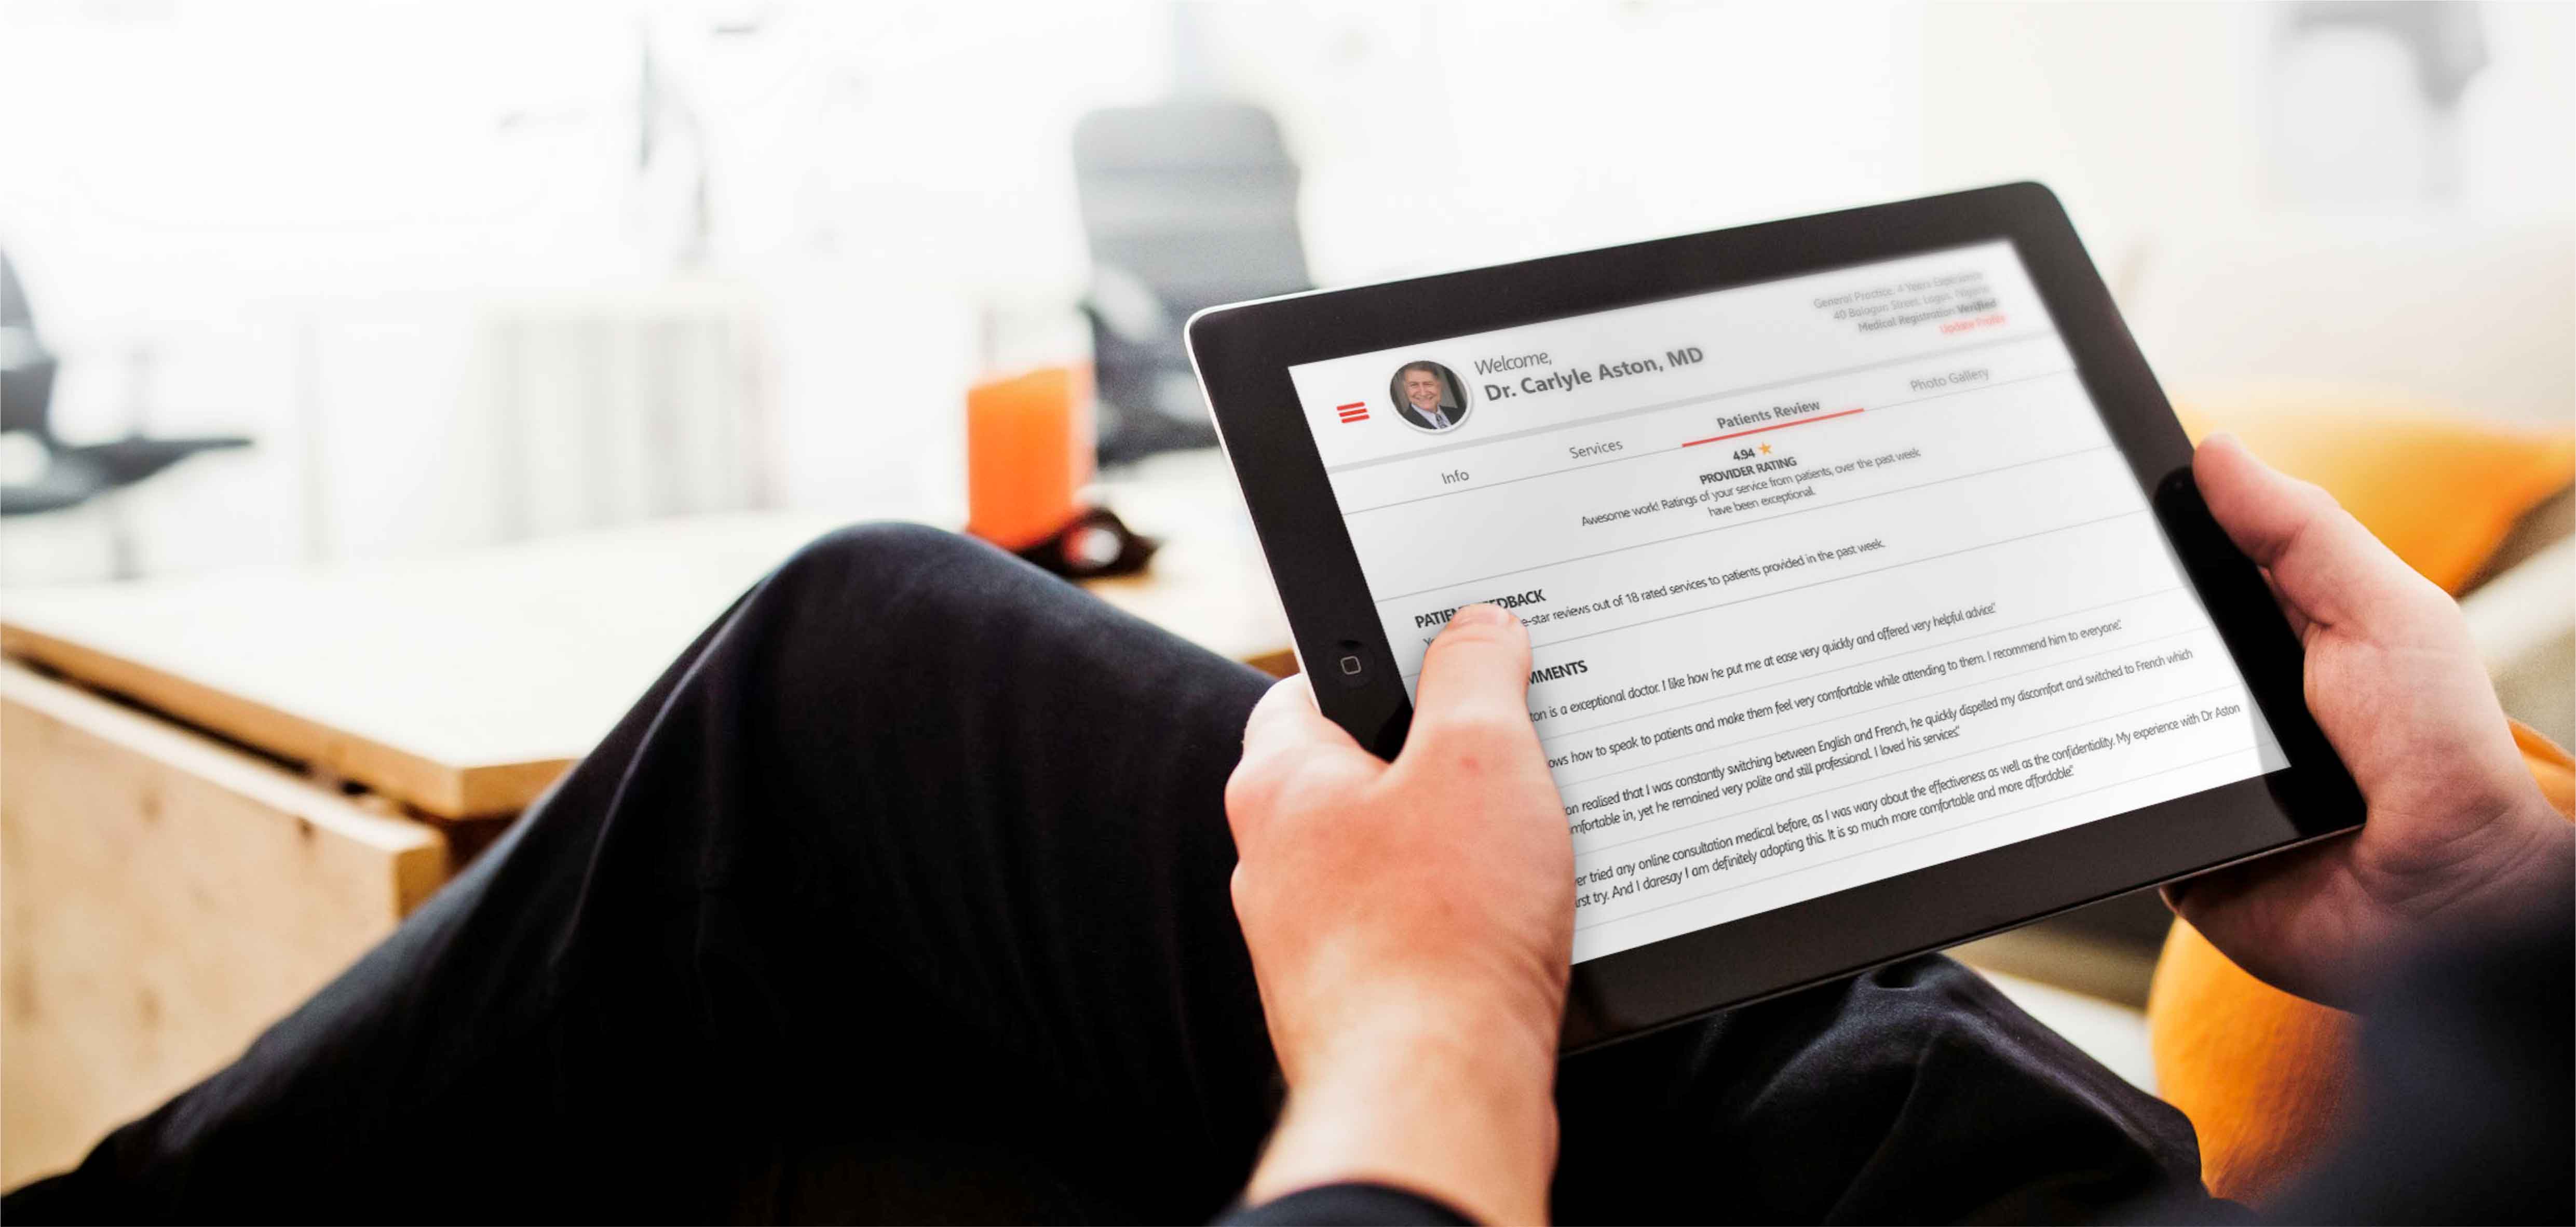 General Practice, 4 Years Experience
40 Balogun Street, Lagos, Nigeria
Medical Registration Verified
Update Profile
Welcome,
Dr. Carlyle Aston, MD
Info
Services
Patients Review
Photo Gallery
4.94
PROVIDER RATING
Awesome work! Ratings of your service from patients, over the past week
have been exceptional.
PATIEN EDBACK
e-star reviews out of 18 rated services to patients provided in the past week.
MMENTS
ton is a exceptional doctor. I like how he put me at ease very quickly and offered very helpful advice."
ows how to speak to patients and make them feel very comfortable while attending to them. I recommend him to everyone."
on realised that I was constantly switching between English and French, he quickly dispelled my discomfort and switched to French which
mfortable in, yet he remained very polite and still professional. I loved his services."
er tried any online consultation medical before, as I was wary about the effectiveness as well as the confidentiality. My experience with Dr Aston
irst try. And I daresay I am definitely adopting this. It is so much more comfortable and more affordable."